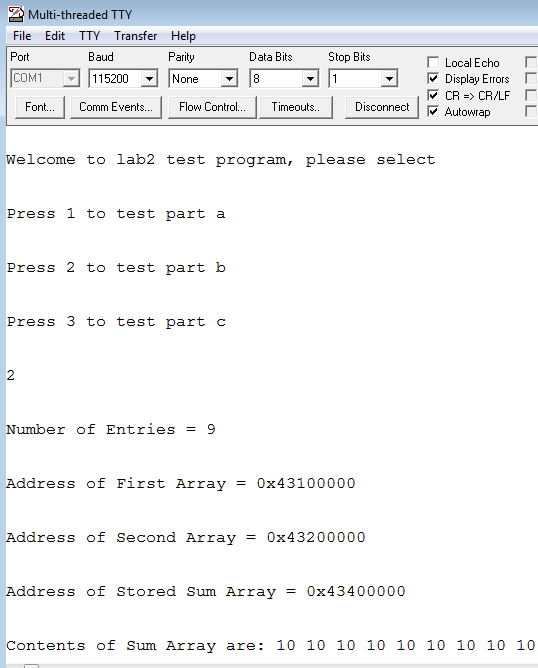 Multi-threaded TTY
File Edit TTY Transfer Help
Port Baud Parity Data Bits Stop Bits
COM1 115200 None 8 1
Local Echo
Display Errors
CR => CR/LF
Autowrap
Font... Comm Events... Flow Control... Timeouts.. Disconnect
Welcome to lab2 test program, please select
Press 1 to test part a
Press 2 to test part b
Press 3 to test part c
2
Number of Entries = 9
Address of First Array = 0x43100000
Address of Second Array = 0x43200000
Address of Stored Sum Array = 0x43400000
Contents of Sum Array are: 10 10 10 10 10 10 10 10 10